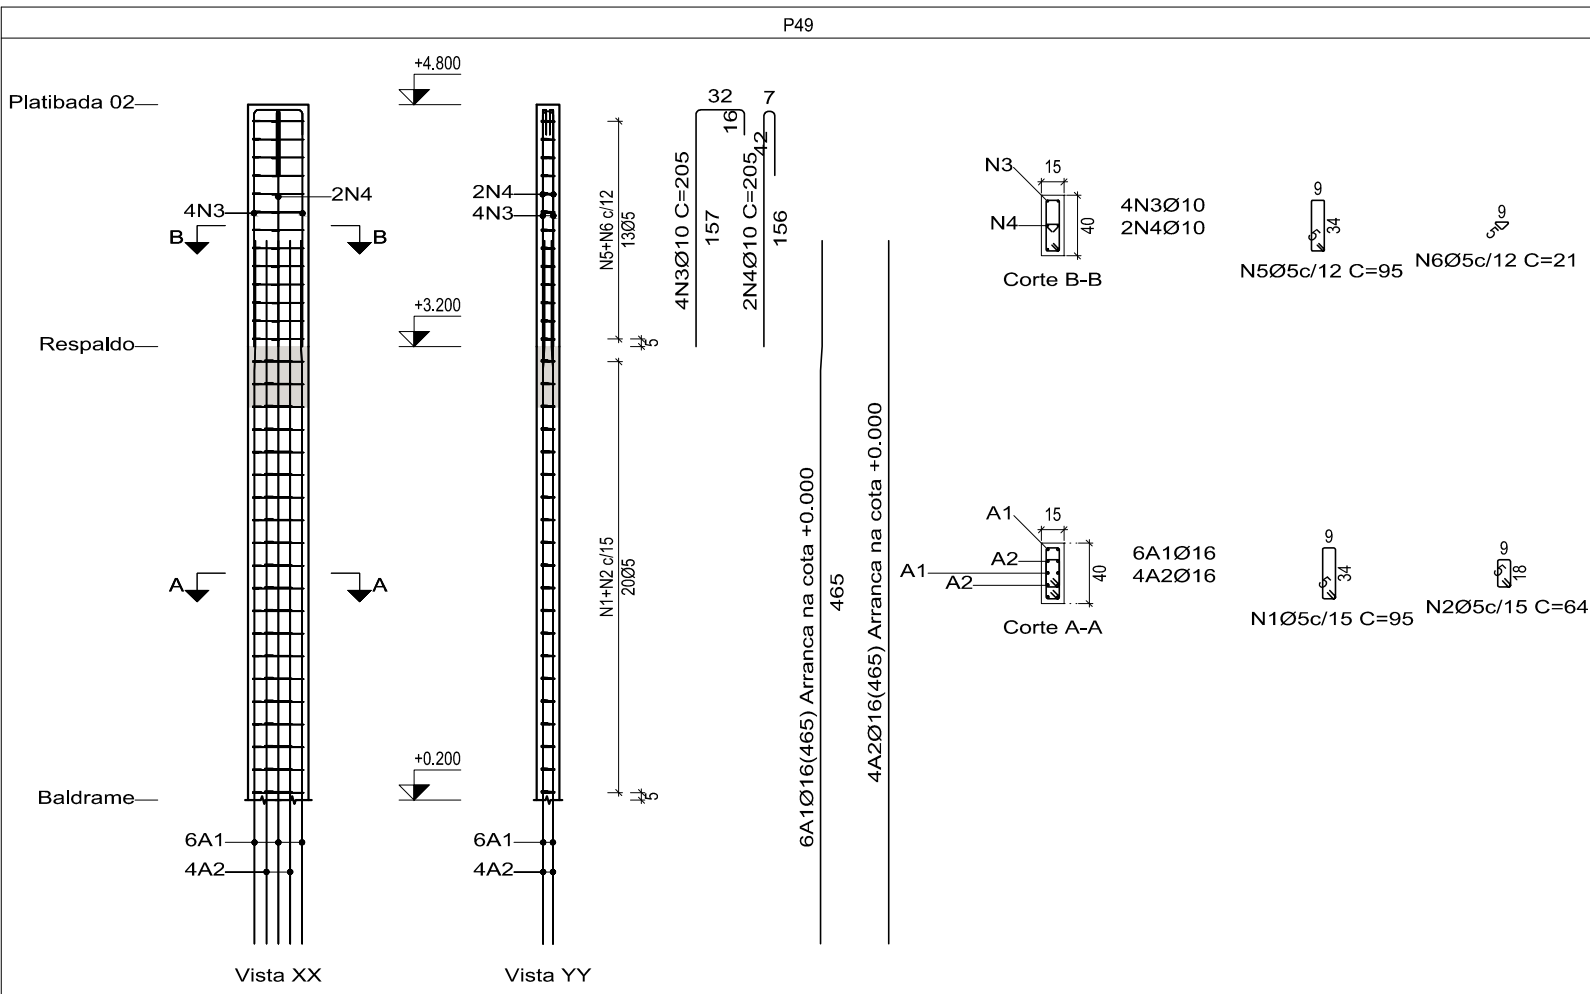 P49
Platibada 02
+4.800
2N4
4N3
B
B
Respaldo
+3.200
A
A
Baldrame
+0.200
6A1
4A2
Vista XX
2N4
4N3
6A1
4A2
Vista YY
N5+N6 c/12
13Ø5
5
N1+N2 c/15
20Ø5
5
32
16
4N3Ø10 C=205
157
7
42
2N4Ø10 C=205
156
6A1Ø16(465) Arranca na cota +0.000
465
4A2Ø16(465) Arranca na cota +0.000
N3
15
N4
40
4N3Ø10
2N4Ø10
Corte B-B
9
34
5
N5Ø5c/12 C=95
9
5
N6Ø5c/12 C=21
A1
15
A2
A1
A2
40
6A1Ø16
4A2Ø16
Corte A-A
9
34
5
N1Ø5c/15 C=95
9
18
5
N2Ø5c/15 C=64